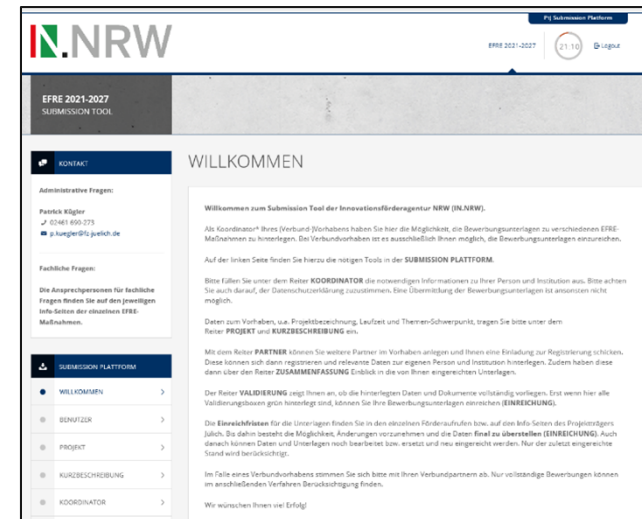 PtJ Submission Platform
IN.NRW
EFRE 2021-2027
21:10
Logout
EFRE 2021-2027
SUBMISSION TOOL
KONTAKT
Administrative Fragen:
Patrick Kügler
02461 690-273
p.kuegler@fz-juelich.de
Fachliche Fragen:
Die Ansprechpersonen für fachliche
Fragen finden Sie auf den jeweiligen
Info-Seiten der einzelnen EFRE-
Maßnahmen.
SUBMISSION PLATTFORM
WILLKOMMEN
BENUTZER
PROJEKT
KURZBESCHREIBUNG
KOORDINATOR
WILLKOMMEN
Willkommen zum Submission Tool der Innovationsförderagentur NRW (IN.NRW).
Als Koordinator* Ihres (Verbund-)Vorhabens haben Sie hier die Möglichkeit, die Bewerbungsunterlagen zu verschiedenen EFRE-
Maßnahmen zu hinterlegen. Bei Verbundvorhaben ist es ausschließlich Ihnen möglich, die Bewerbungsunterlagen einzureichen.
Auf der linken Seite finden Sie hierzu die nötigen Tools in der SUBMISSION PLATTFORM.
Bitte füllen Sie unter dem Reiter KOORDINATOR die notwendigen Informationen zu Ihrer Person und Institution aus. Bitte achten
Sie auch darauf, der Datenschutzerklärung zuzustimmen. Eine Übermittlung der Bewerbungsunterlagen ist ansonsten nicht
möglich.
Daten zum Vorhaben, u.a. Projektbezeichnung, Laufzeit und Themen-Schwerpunkt, tragen Sie bitte unter dem
Reiter PROJEKT und KURZBESCHREIBUNG ein.
Mit dem Reiter PARTNER können Sie weitere Partner im Vorhaben anlegen und Ihnen eine Einladung zur Registrierung schicken.
Diese können sich dann registrieren und relevante Daten zur eigenen Person und Institution hinterlegen. Zudem haben diese
dann über den Reiter ZUSAMMENFASSUNG Einblick in die von Ihnen eingereichten Unterlagen.
Der Reiter VALIDIERUNG zeigt Ihnen an, ob die hinterlegten Daten und Dokumente vollständig vorliegen. Erst wenn hier alle
Validierungsboxen grün hinterlegt sind, können Sie Ihre Bewerbungsunterlagen einreichen (EINREICHUNG).
Die Einreichfristen für die Unterlagen finden Sie in den einzelnen Förderaufrufen bzw. auf den Info-Seiten des Projektträgers
Jülich. Bis dahin besteht die Möglichkeit, Änderungen vorzunehmen und die Daten final zu überstellen (EINREICHUNG). Auch
danach können Daten und Unterlagen noch bearbeitet bzw. ersetzt und neu eingereicht werden. Nur der zuletzt eingereichte
Stand wird berücksichtigt.
Im Falle eines Verbundvorhabens stimmen Sie sich bitte mit Ihren Verbundpartnern ab. Nur vollständige Bewerbungen können
im anschließenden Verfahren Berücksichtigung finden.
Wir wünschen Ihnen viel Erfolg!